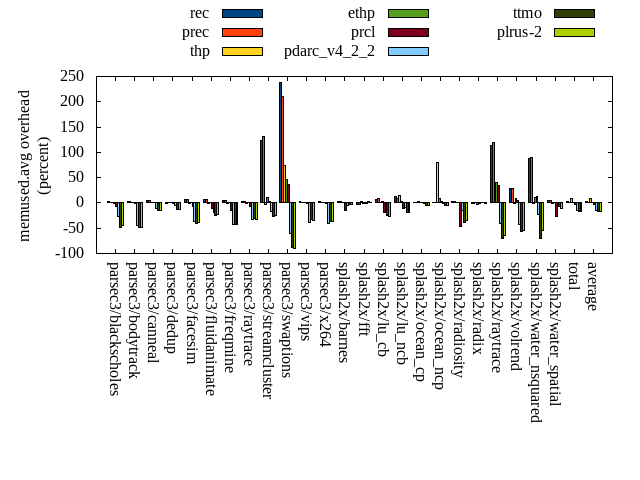 rec ethp ttmo
prec prcl plrus-2
thp pdarc_v4_2_2
memused.avg overhead
(percent)
250
200
150
100
50
0
-50
-100
parsec3/blackscholes
parsec3/bodytrack
parsec3/canneal
parsec3/dedup
parsec3/facesim
parsec3/fluidanimate
parsec3/freqmine
parsec3/raytrace
parsec3/streamcluster
parsec3/swaptions
parsec3/vips
parsec3/x264
splash2x/barnes
splash2x/fft
splash2x/lu_cb
splash2x/lu_ncb
splash2x/ocean_cp
splash2x/ocean_ncp
splash2x/radiosity
splash2x/radix
splash2x/raytrace
splash2x/volrend
splash2x/water_nsquared
splash2x/water_spatial
total
average